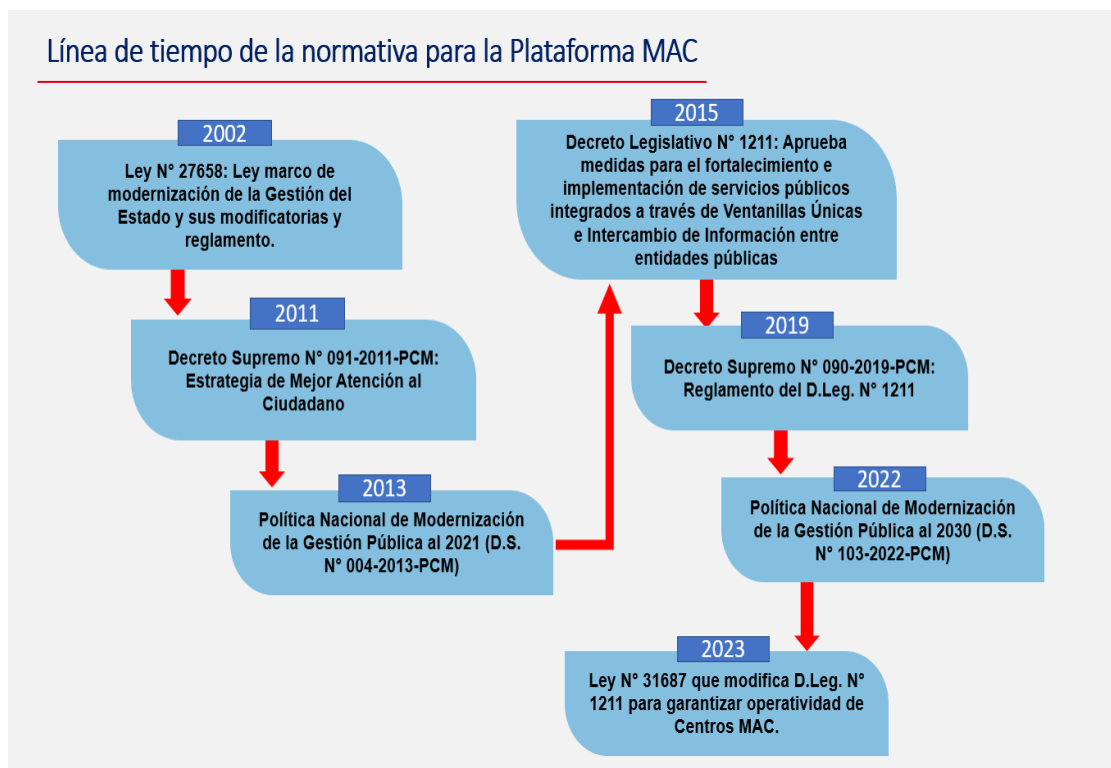 Línea de tiempo de la normativa para la Plataforma MAC
2002
Ley N° 27658: Ley marco de
modernización de la Gestión del
Estado y sus modificatorias y
reglamento.
2011
Decreto Supremo N° 091-2011-PCM:
Estrategia de Mejor Atención al
Ciudadano
2013
Política Nacional de Modernización
de la Gestión Pública al 2021 (D.S.
N° 004-2013-PCM)
2015
Decreto Legislativo N° 1211: Aprueba
medidas para el fortalecimiento e
implementación de servicios públicos
integrados a través de Ventanillas Únicas
e Intercambio de Información entre
entidades públicas
2019
Decreto Supremo N° 090-2019-PCM:
Reglamento del D.Leg. N° 1211
2022
Política Nacional de Modernización
de la Gestión Pública al 2030 (D.S.
N° 103-2022-PCM)
2023
Ley N° 31687 que modifica D.Leg. N°
1211 para garantizar operatividad de
Centros MAC.